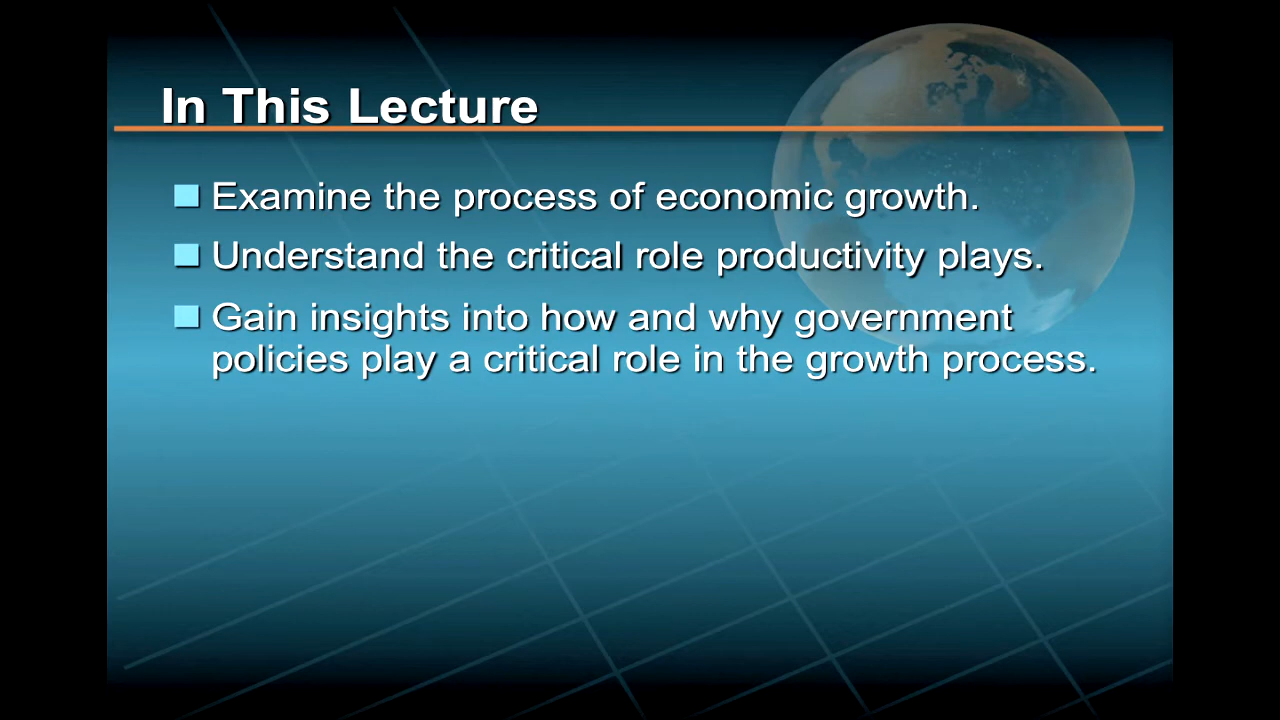 In This Lecture
Examine the process of economic growth.
Understand the critical role productivity plays.
Gain insights into how and why government
policies play a critical role in the growth process.